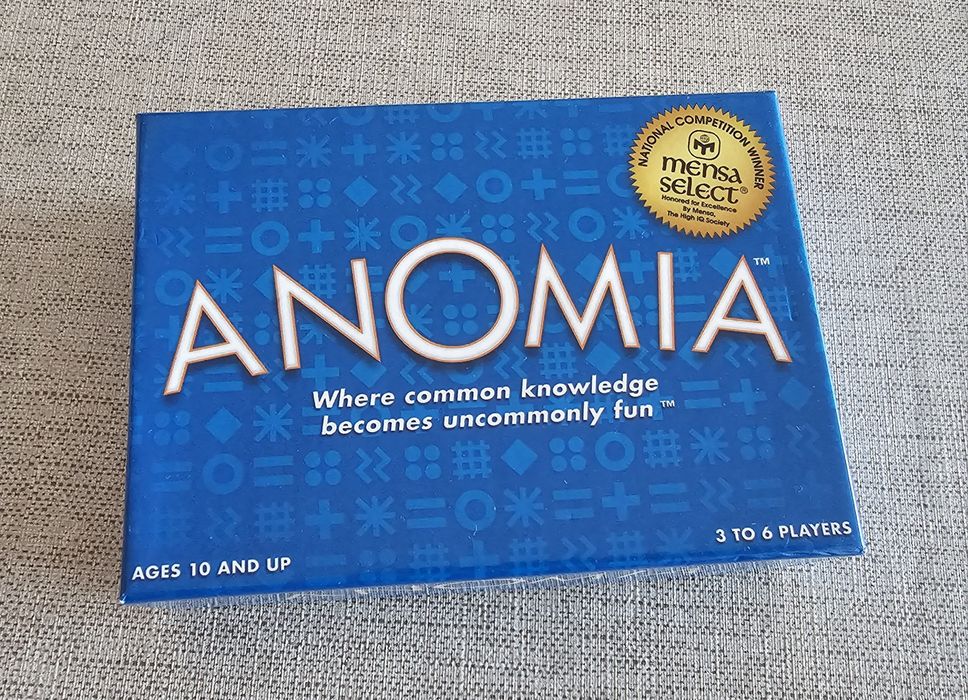 NATIONAL COMPETITION WINNER
mensa
select®
Honored for Excellence
By Mensa,
The High IQ Society
ANOMIA™
Where common knowledge
becomes uncommonly fun™
3 TO 6 PLAYERS
AGES 10 AND UP